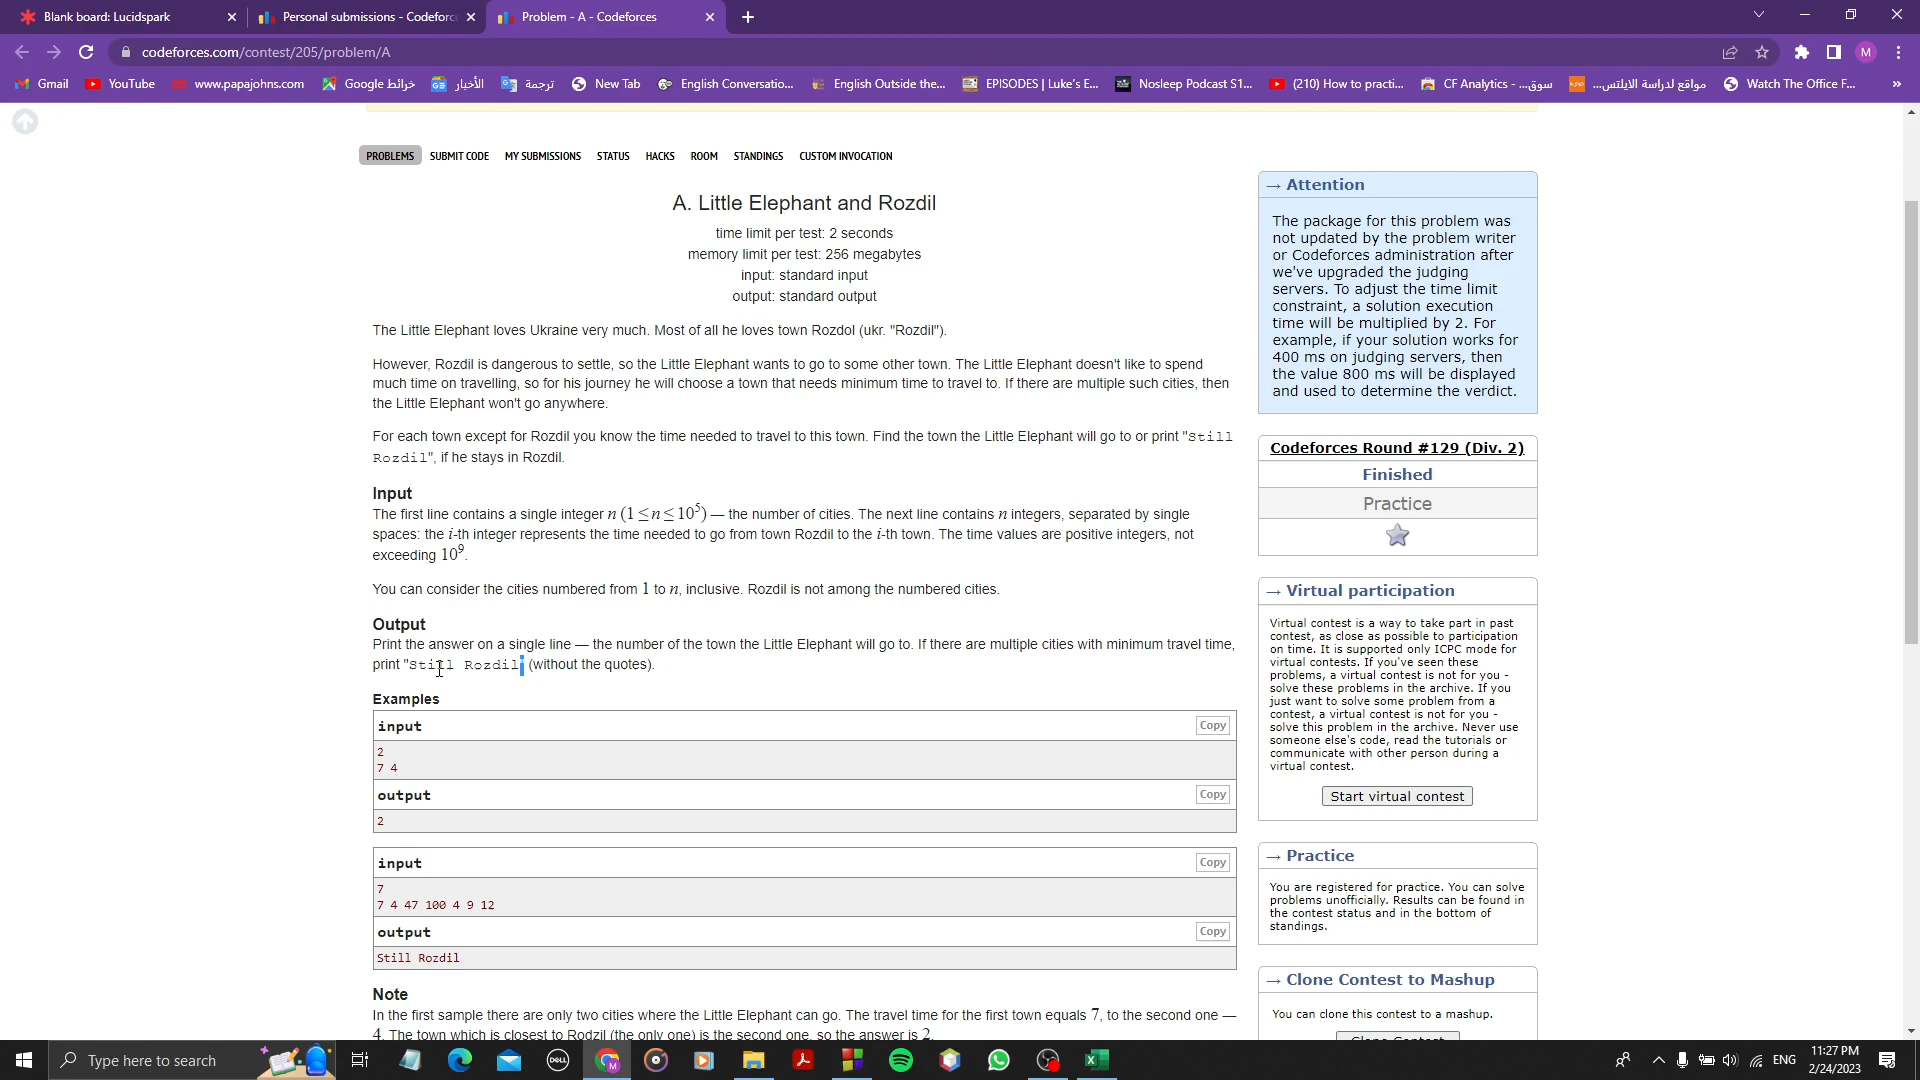 Blank board: Lucidspark
Personal submissions - Codeforc
Problem - A - Codeforces
codeforces.com/contest/205/problem/A
M
Gmail
YouTube
www.papajohns.com
خرائط Google
الأخبار
ترجمة
New Tab
English Conversatio...
English Outside the...
EPISODES | Luke's E...
Nosleep Podcast S1...
(210) How to practi...
CF Analytics - ...سوق
مواقع لدراسة الايلتس...
Watch The Office F...
»
PROBLEMS SUBMIT CODE MY SUBMISSIONS STATUS HACKS ROOM STANDINGS CUSTOM INVOCATION
A. Little Elephant and Rozdil
time limit per test: 2 seconds
memory limit per test: 256 megabytes
input: standard input
output: standard output
The Little Elephant loves Ukraine very much. Most of all he loves town Rozdol (ukr. "Rozdil").
However, Rozdil is dangerous to settle, so the Little Elephant wants to go to some other town. The Little Elephant doesn't like to spend
much time on travelling, so for his journey he will choose a town that needs minimum time to travel to. If there are multiple such cities, then
the Little Elephant won't go anywhere.
For each town except for Rozdil you know the time needed to travel to this town. Find the town the Little Elephant will go to or print "Still
Rozdil", if he stays in Rozdil.
Input
The first line contains a single integer n (1 ≤ n ≤ 10⁵) — the number of cities. The next line contains n integers, separated by single
spaces: the i-th integer represents the time needed to go from town Rozdil to the i-th town. The time values are positive integers, not
exceeding 10⁹.
You can consider the cities numbered from 1 to n, inclusive. Rozdil is not among the numbered cities.
Output
Print the answer on a single line — the number of the town the Little Elephant will go to. If there are multiple cities with minimum travel time,
print "Still Rozdil" (without the quotes).
Examples
input
Copy
2
7 4
output
Copy
2
input
Copy
7
7 4 47 100 4 9 12
output
Copy
Still Rozdil
Note
In the first sample there are only two cities where the Little Elephant can go. The travel time for the first town equals 7, to the second one —
4. The town which is closest to Rodzil (the only one) is the second one, so the answer is 2.
→ Attention
The package for this problem was
not updated by the problem writer
or Codeforces administration after
we've upgraded the judging
servers. To adjust the time limit
constraint, a solution execution
time will be multiplied by 2. For
example, if your solution works for
400 ms on judging servers, then
the value 800 ms will be displayed
and used to determine the verdict.
Codeforces Round #129 (Div. 2)
Finished
Practice
→ Virtual participation
Virtual contest is a way to take part in past
contest, as close as possible to participation
on time. It is supported only ICPC mode for
virtual contests. If you've seen these
problems, a virtual contest is not for you -
solve these problems in the archive. If you
just want to solve some problem from a
contest, a virtual contest is not for you -
solve this problem in the archive. Never use
someone else's code, read the tutorials or
communicate with other person during a
virtual contest.
Start virtual contest
→ Practice
You are registered for practice. You can solve
problems unofficially. Results can be found in
the contest status and in the bottom of
standings.
→ Clone Contest to Mashup
You can clone this contest to a mashup.
Clone Contest
Type here to search
DELL
M
ENG
11:27 PM
2/24/2023